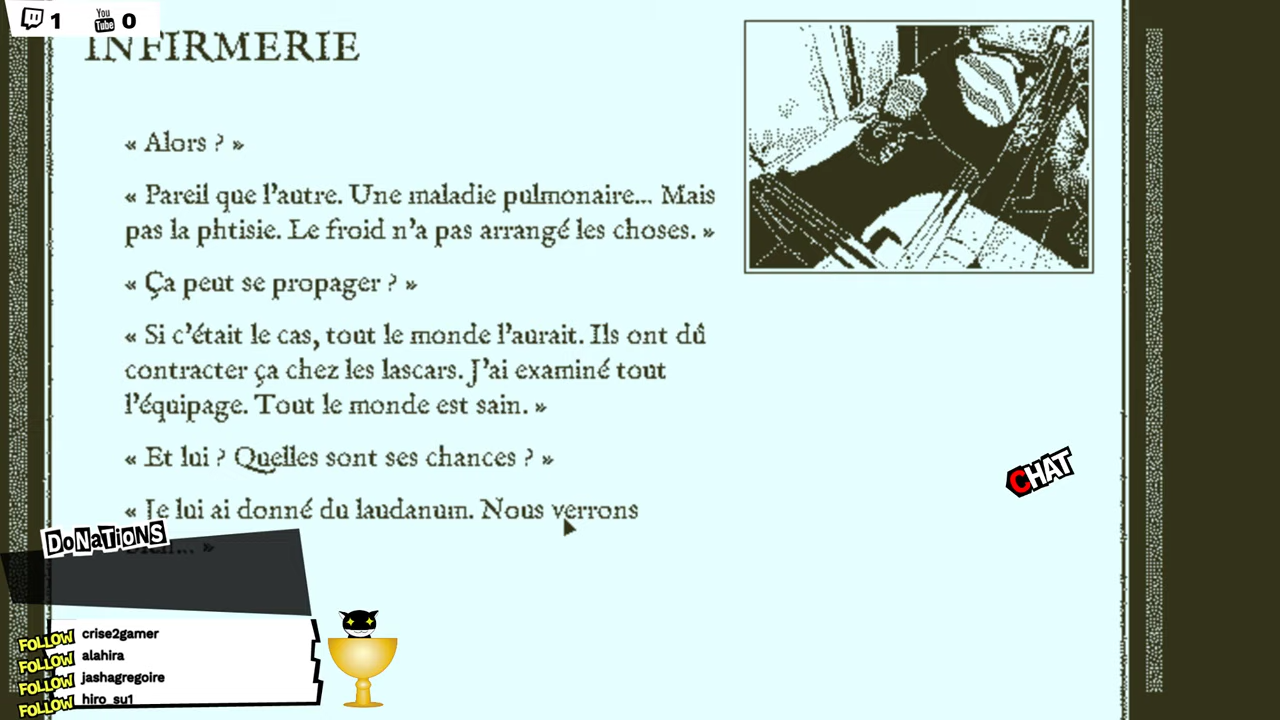 1
You
Tube
0
INFIRMERIE
« Alors ? »
« Pareil que l'autre. Une maladie pulmonaire... Mais
pas la phtisie. Le froid n'a pas arrangé les choses. »
« Ça peut se propager ? »
« Si c'était le cas, tout le monde l'aurait. Ils ont dû
contracter ça chez les lascars. J'ai examiné tout
l'équipage. Tout le monde est sain. »
« Et lui ? Quelles sont ses chances ? »
« Je lui ai donné du laudanum. Nous verrons
bien... »
CHAT
DoNaTioNS
FOLLOW crise2gamer
FOLLOW alahira
FOLLOW jashagregoire
FOLLOW hiro_su1